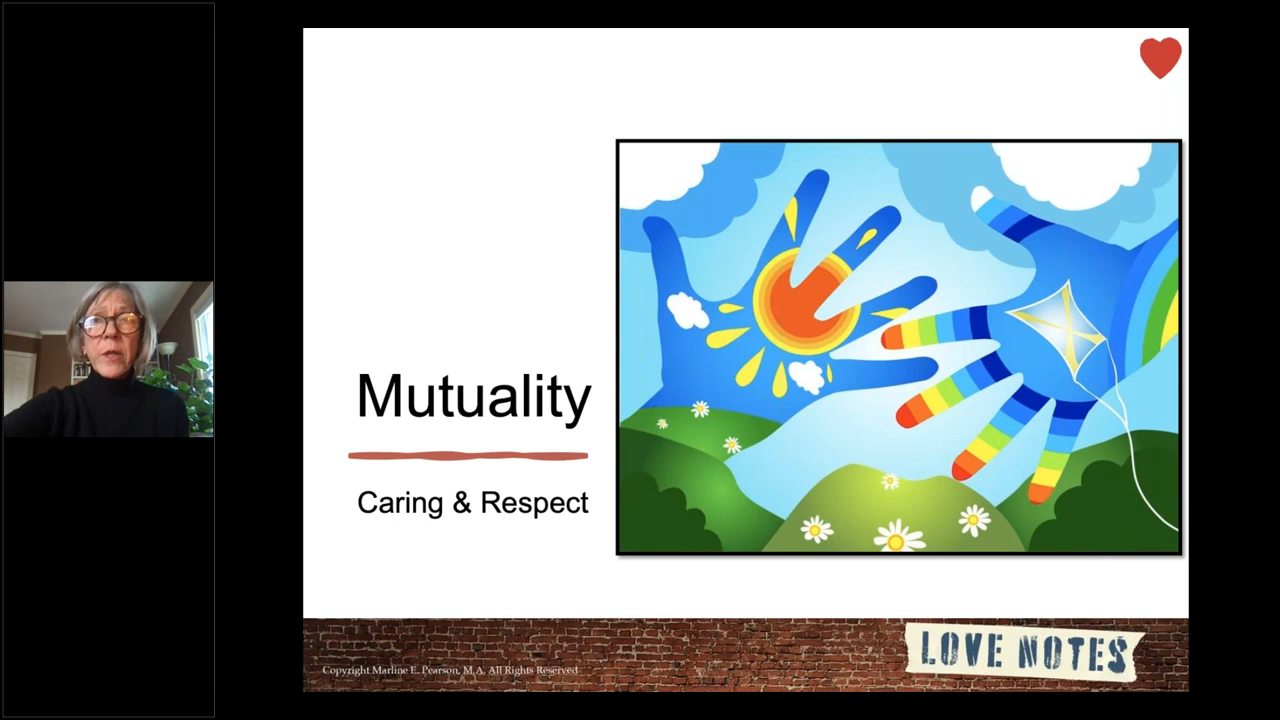 Mutuality
Caring & Respect
Copyright Marline E. Pearson, M.A. All Rights Reserved
LOVE NOTES